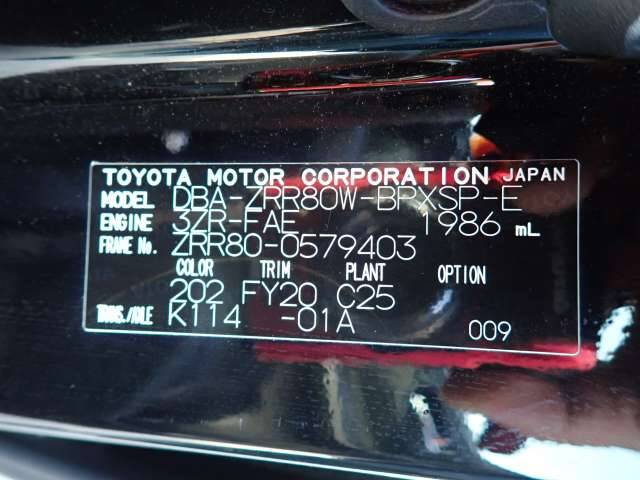 TOYOTA MOTOR CORPORATION JAPAN
MODEL DBA-ZRR80W-BPXSP-E
ENGINE 3ZR-FAE 1986 mL
FRAME No. ZRR80-0579403
COLOR TRIM PLANT OPTION
202 FY20 C25
TRANS./AXLE K114 -01A 009